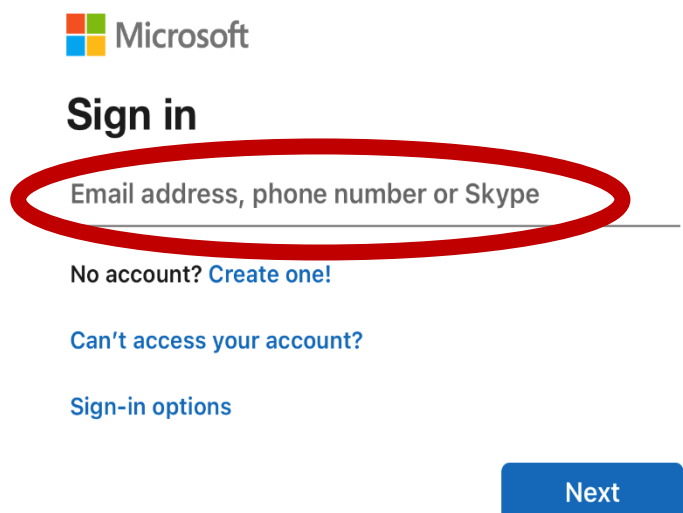 Microsoft
Sign in
Email address, phone number or Skype
No account? Create one!
Can't access your account?
Sign-in options
Next